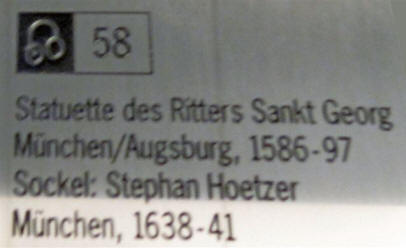 58
Statuette des Ritters Sankt Georg
München/Augsburg, 1586-97
Sockel: Stephan Hoetzer
München, 1638-41